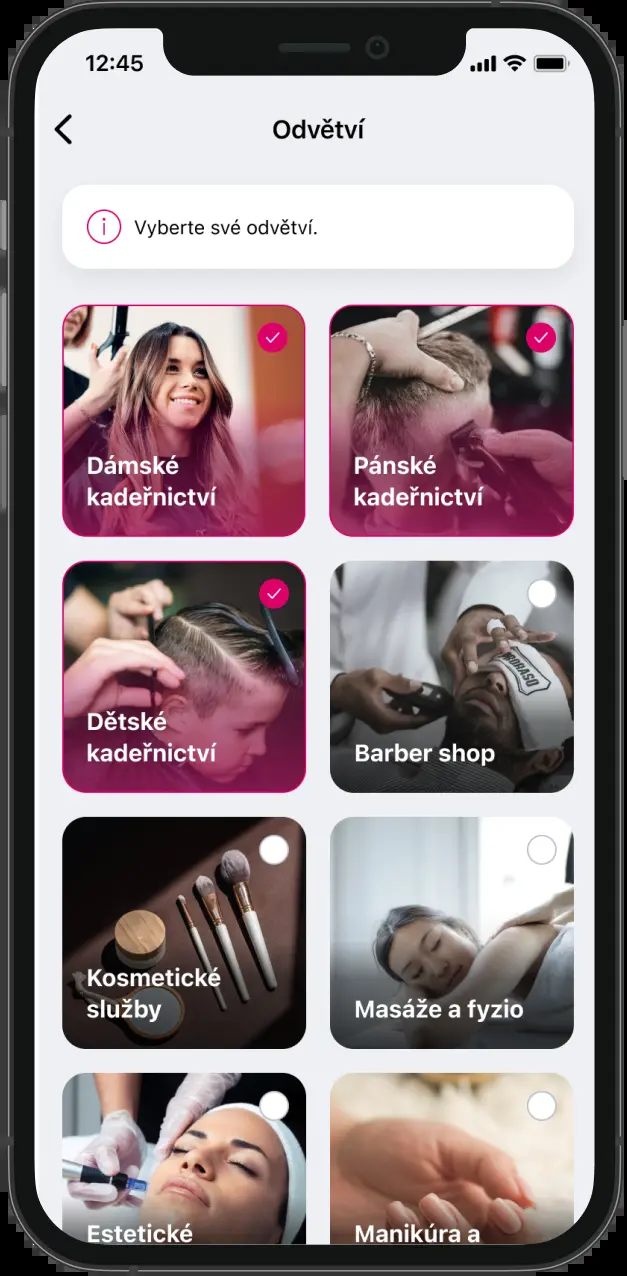 12:45
Odvětví
Vyberte své odvětví.
Dámské
kadeřnictví
Pánské
kadeřnictví
Dětské
kadeřnictví
PRORASO
Barber shop
Kosmetické
služby
Masáže a fyzio
Estetické
Manikúra a